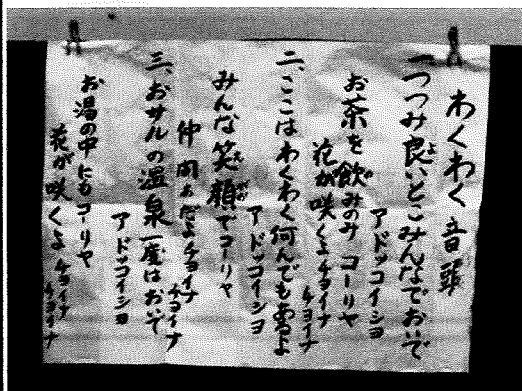 わくわく音頭
一、つつみ良いとこみんなでおいで
アドッコイショ
お茶を飲みのみ コーリャ
花が咲くよチョイナ
チョイナ
二、ここはわくわく何んでもあるよ
アドッコイショ
みんな笑顔でコーリャ
仲間だよチョイナ
チョイナ
三、おサルの温泉一度はおいで
アドッコイショ
お湯の中にもコーリャ
花が咲くよ チョイナ
チョイナ